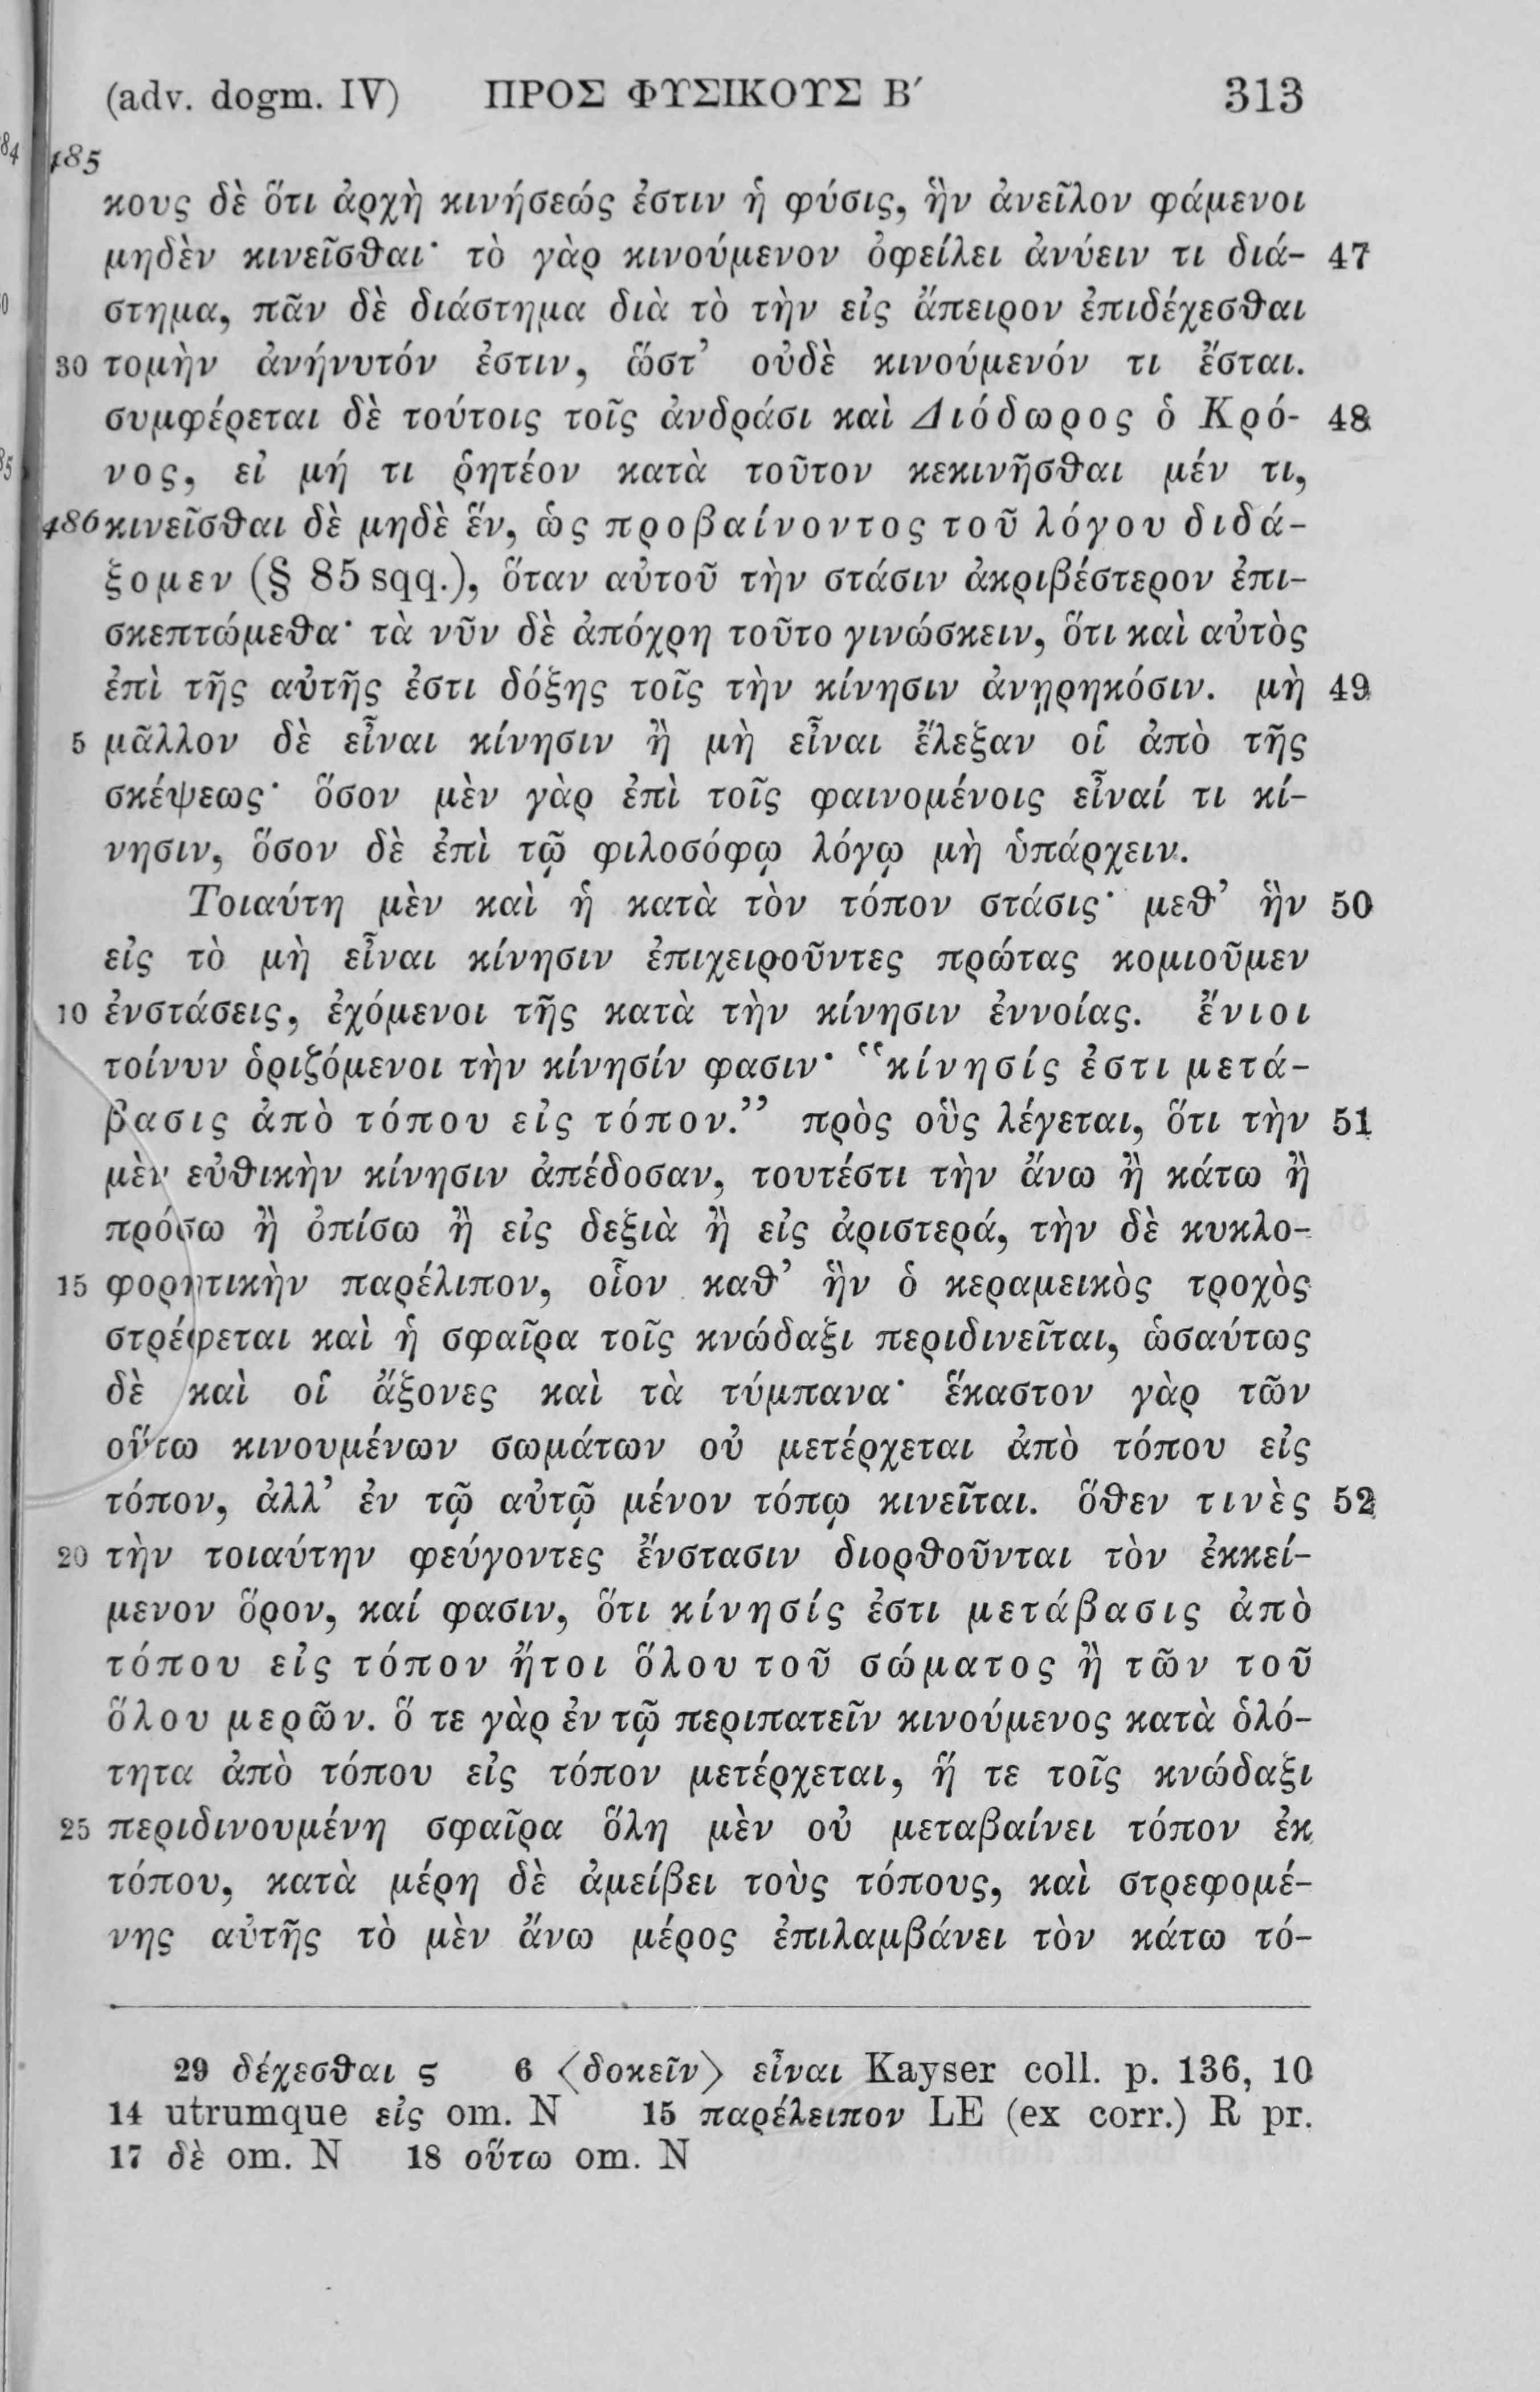 (adv. dogm. IV) ΠΡΟΣ ΦΥΣΙΚΟΥΣ Β′ 313
485
κους δὲ ὅτι ἀρχὴ κινήσεώς ἐστιν ἡ φύσις, ἣν ἀνεῖλον φάμενοι
μηδὲν κινεῖσθαι· τὸ γὰρ κινούμενον ὀφείλει ἀνύειν τι διά- 47
στημα, πᾶν δὲ διάστημα διὰ τὸ τὴν εἰς ἄπειρον ἐπιδέχεσθαι
30 τομὴν ἀνήνυτόν ἐστιν, ὥστ’ οὐδὲ κινούμενόν τι ἔσται.
συμφέρεται δὲ τούτοις τοῖς ἀνδράσι καὶ Διόδωρος ὁ Κρό- 48
νος, εἰ μή τι ῥητέον κατὰ τοῦτον κεκινῆσθαι μέν τι,
486 κινεῖσθαι δὲ μηδὲ ἕν, ὡς προβαίνοντος τοῦ λόγου διδά-
ξομεν (§ 85 sqq.), ὅταν αὐτοῦ τὴν στάσιν ἀκριβέστερον ἐπι-
σκεπτώμεθα· τὰ νῦν δὲ ἀπόχρη τοῦτο γινώσκειν, ὅτι καὶ αὐτὸς
ἐπὶ τῆς αὐτῆς ἐστι δόξης τοῖς τὴν κίνησιν ἀνῃρηκόσιν. μὴ 49
5 μᾶλλον δὲ εἶναι κίνησιν ἢ μὴ εἶναι ἔλεξαν οἱ ἀπὸ τῆς
σκέψεως· ὅσον μὲν γὰρ ἐπὶ τοῖς φαινομένοις εἶναί τι κί-
νησιν, ὅσον δὲ ἐπὶ τῷ φιλοσόφῳ λόγῳ μὴ ὑπάρχειν.
Τοιαύτη μὲν καὶ ἡ κατὰ τὸν τόπον στάσις· μεθ’ ἣν 50
εἰς τὸ μὴ εἶναι κίνησιν ἐπιχειροῦντες πρώτας κομιοῦμεν
10 ἐνστάσεις, ἐχόμενοι τῆς κατὰ τὴν κίνησιν ἐννοίας. ἔνιοι
τοίνυν ὁριζόμενοι τὴν κίνησίν φασιν· “κίνησίς ἐστι μετά-
βασις ἀπὸ τόπου εἰς τόπον.” πρὸς οὓς λέγεται, ὅτι τὴν 51
μὲν εὐθικὴν κίνησιν ἀπέδοσαν, τουτέστι τὴν ἄνω ἢ κάτω ἢ
πρόσω ἢ ὀπίσω ἢ εἰς δεξιὰ ἢ εἰς ἀριστερά, τὴν δὲ κυκλο-
15 φορητικὴν παρέλιπον, οἷον καθ’ ἣν ὁ κεραμεικὸς τροχὸς
στρέφεται καὶ ἡ σφαῖρα τοῖς κνώδαξι περιδινεῖται, ὡσαύτως
δὲ καὶ οἱ ἄξονες καὶ τὰ τύμπανα· ἕκαστον γὰρ τῶν
οὕτω κινουμένων σωμάτων οὐ μετέρχεται ἀπὸ τόπου εἰς
τόπον, ἀλλ’ ἐν τῷ αὐτῷ μένον τόπῳ κινεῖται. ὅθεν τινὲς 52
20 τὴν τοιαύτην φεύγοντες ἔνστασιν διορθοῦνται τὸν ἐκκεί-
μενον ὅρον, καί φασιν, ὅτι κίνησίς ἐστι μετάβασις ἀπὸ
τόπου εἰς τόπον ἤτοι ὅλου τοῦ σώματος ἢ τῶν τοῦ
ὅλου μερῶν. ὅ τε γὰρ ἐν τῷ περιπατεῖν κινούμενος κατὰ ὁλό-
τητα ἀπὸ τόπου εἰς τόπον μετέρχεται, ἥ τε τοῖς κνώδαξι
25 περιδινουμένη σφαῖρα ὅλη μὲν οὐ μεταβαίνει τόπον ἐκ
τόπου, κατὰ μέρη δὲ ἀμείβει τοὺς τόπους, καὶ στρεφομέ-
νης αὐτῆς τὸ μὲν ἄνω μέρος ἐπιλαμβάνει τὸν κάτω τό-
29 δέχεσθαι ς 6 ⟨δοκεῖν⟩ εἶναι Kayser coll. p. 136, 10
14 utrumque εἰς om. N 15 παρέλειπον LE (ex corr.) R pr.
17 δὲ om. N 18 οὕτω om. N